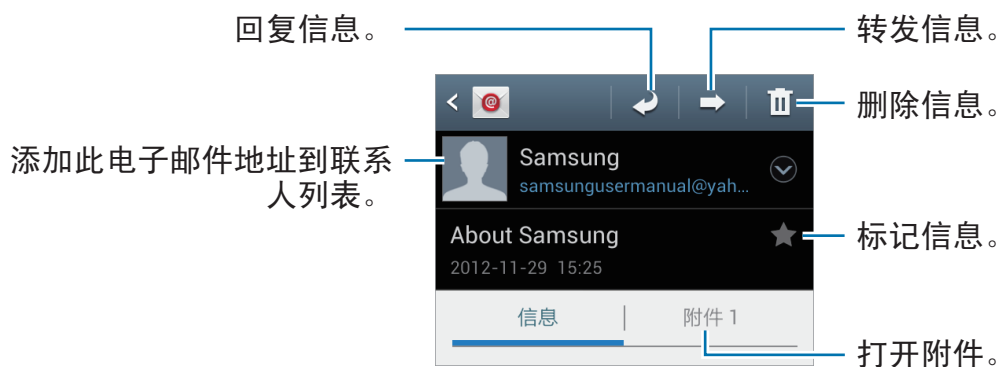 回复信息。
转发信息。
删除信息。
添加此电子邮件地址到联系
人列表。
Samsung
samsungusermanual@yah...
About Samsung
2012-11-29 15:25
标记信息。
信息
附件 1
打开附件。